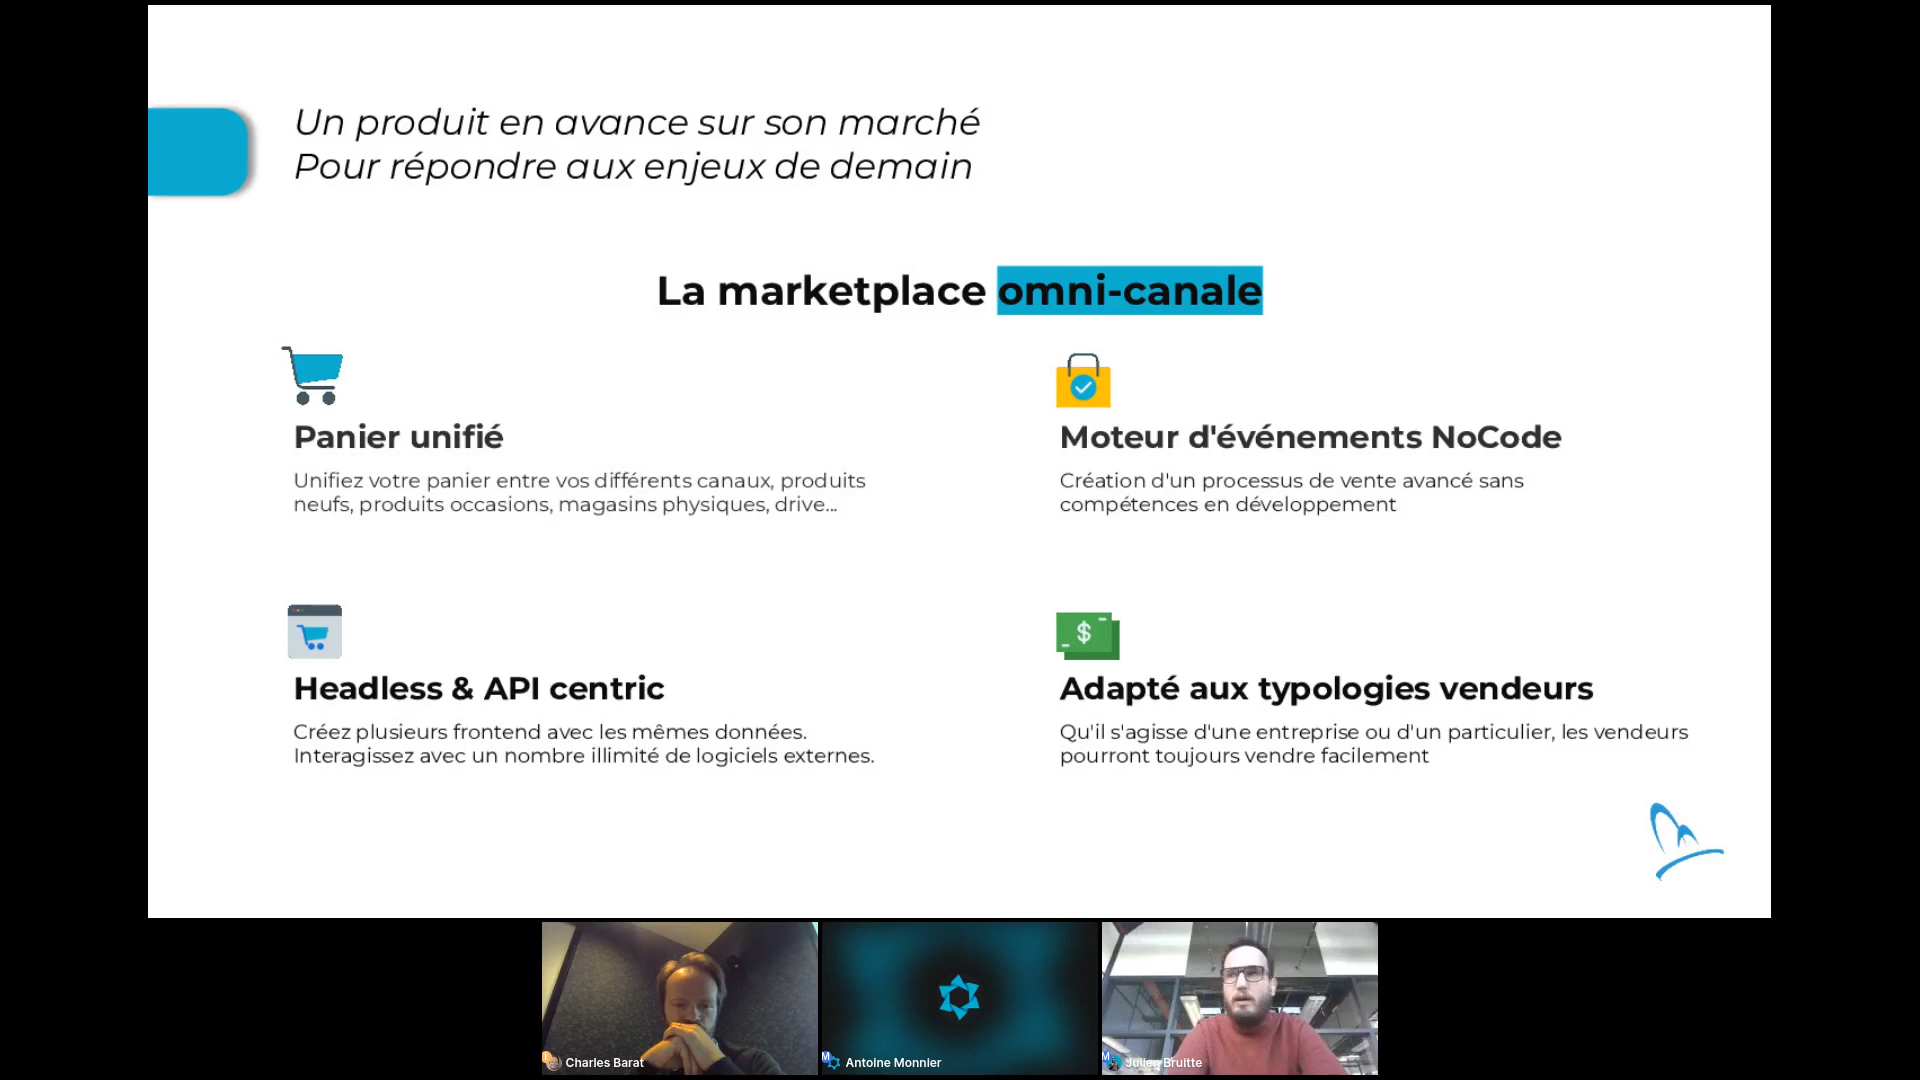 Un produit en avance sur son marché
Pour répondre aux enjeux de demain
La marketplace omni-canale
Panier unifié
Unifiez votre panier entre vos différents canaux, produits
neufs, produits occasions, magasins physiques, drive...
Moteur d'événements NoCode
Création d'un processus de vente avancé sans
compétences en développement
Headless & API centric
Créez plusieurs frontend avec les mêmes données.
Interagissez avec un nombre illimité de logiciels externes.
Adapté aux typologies vendeurs
Qu'il s'agisse d'une entreprise ou d'un particulier, les vendeurs
pourront toujours vendre facilement
Charles Barat
Antoine Monnier
Julien Bruitte